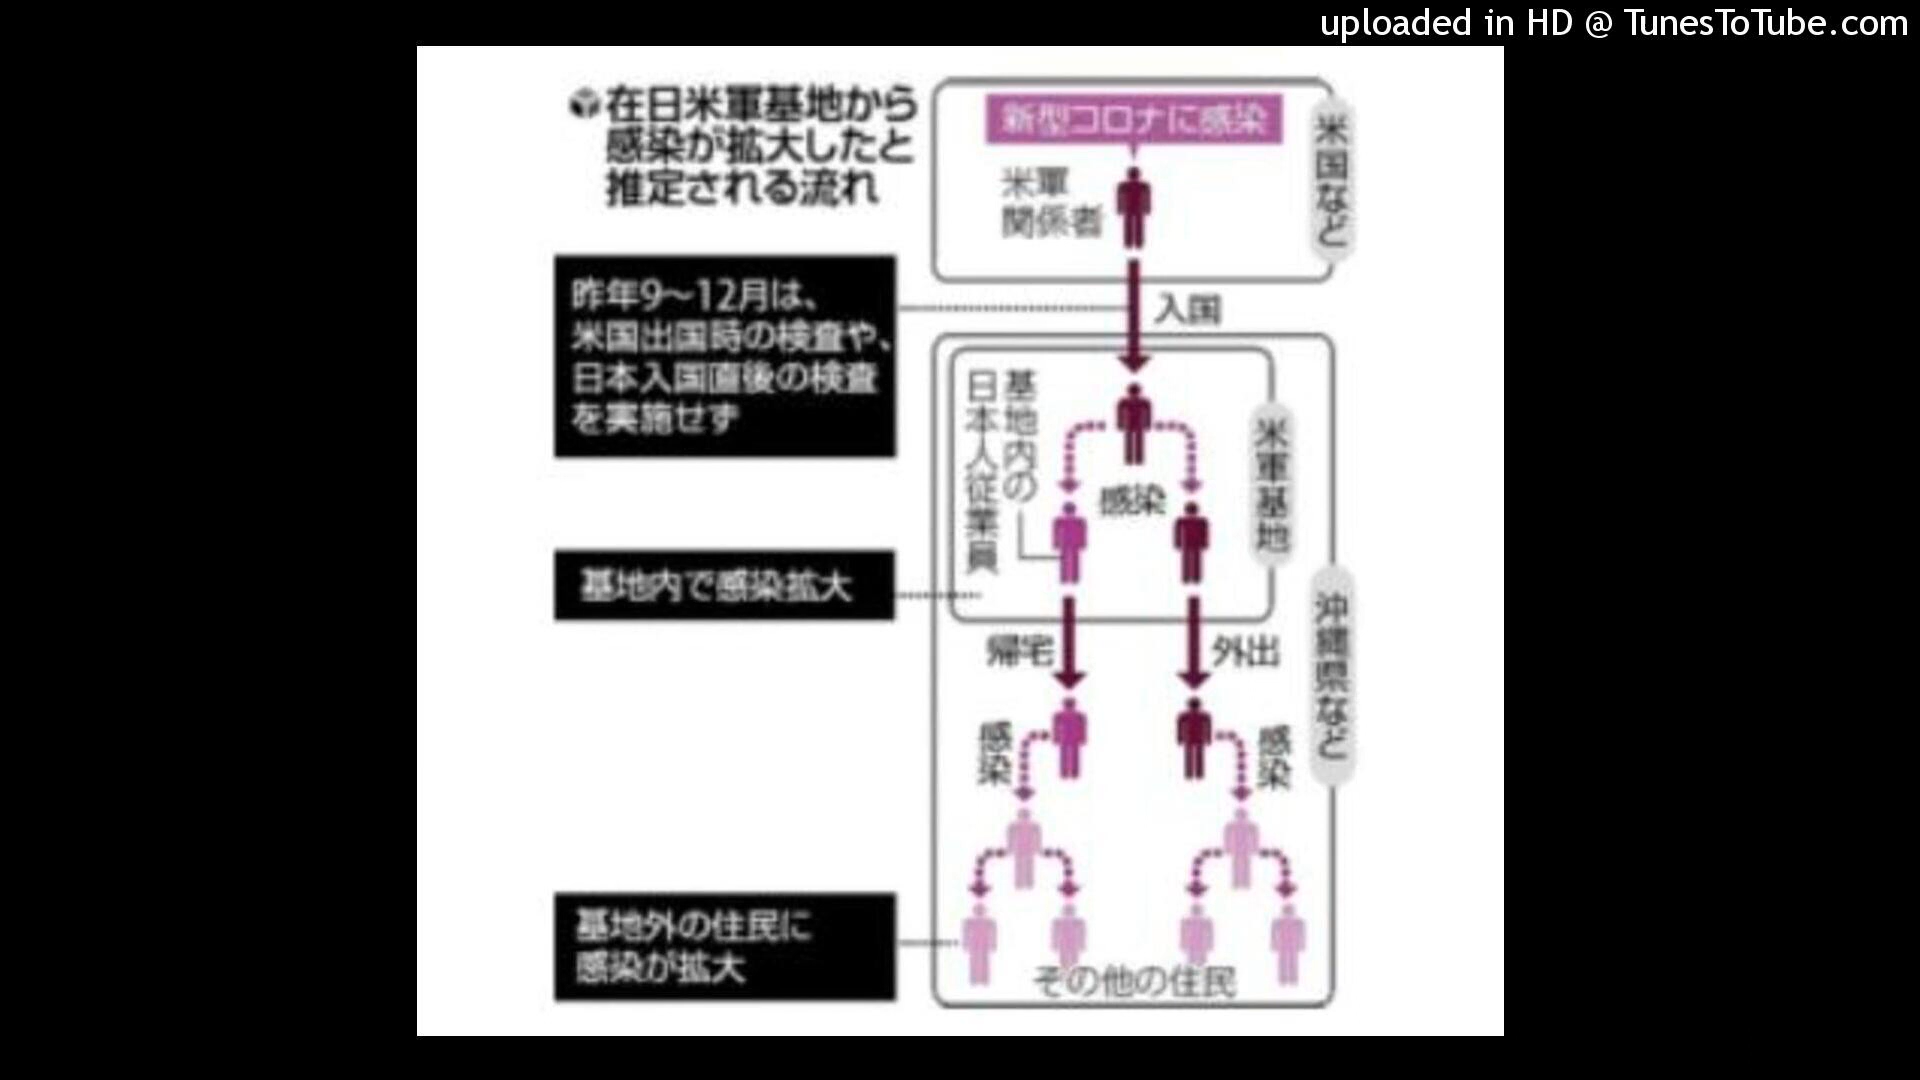 uploaded in HD @ TunesToTube.com
在日米軍基地から
感染が拡大したと
推定される流れ
新型コロナに感染
米国など
米軍
関係者
昨年9～12月は、
米国出国時の検査や、
日本入国直後の検査
を実施せず
入国
基地内の
日本人従業員
感染
米軍基地
基地内で感染拡大
帰宅
外出
沖縄県など
感染
感染
基地外の住民に
感染が拡大
その他の住民